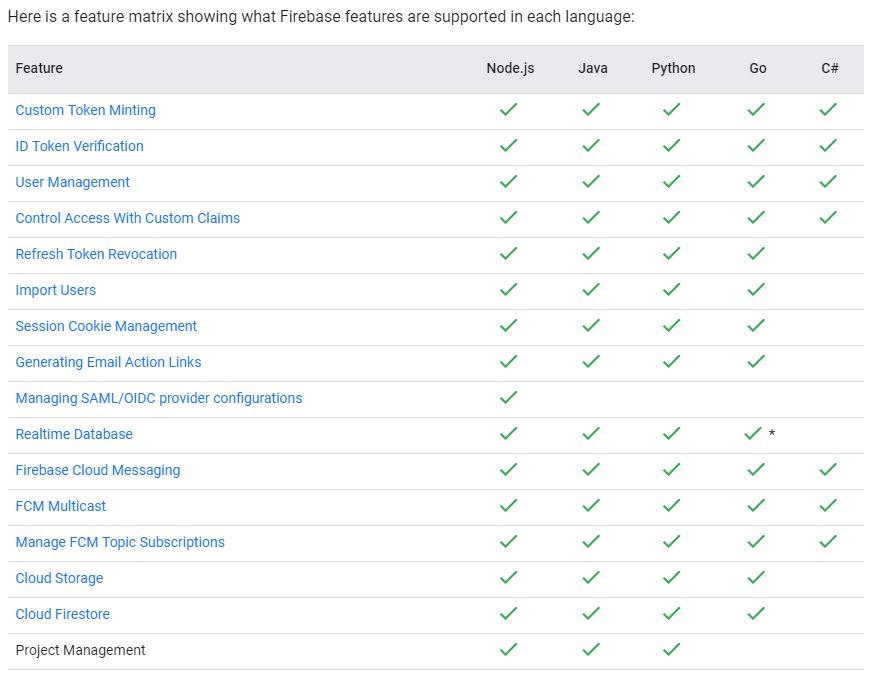 Here is a feature matrix showing what Firebase features are supported in each language:
Feature Node.js Java Python Go C#
Custom Token Minting ✓ ✓ ✓ ✓ ✓
ID Token Verification ✓ ✓ ✓ ✓ ✓
User Management ✓ ✓ ✓ ✓ ✓
Control Access With Custom Claims ✓ ✓ ✓ ✓ ✓
Refresh Token Revocation ✓ ✓ ✓ ✓
Import Users ✓ ✓ ✓ ✓
Session Cookie Management ✓ ✓ ✓ ✓
Generating Email Action Links ✓ ✓ ✓ ✓
Managing SAML/OIDC provider configurations ✓
Realtime Database ✓ ✓ ✓ ✓ *
Firebase Cloud Messaging ✓ ✓ ✓ ✓ ✓
FCM Multicast ✓ ✓ ✓ ✓ ✓
Manage FCM Topic Subscriptions ✓ ✓ ✓ ✓ ✓
Cloud Storage ✓ ✓ ✓ ✓
Cloud Firestore ✓ ✓ ✓ ✓
Project Management ✓ ✓ ✓